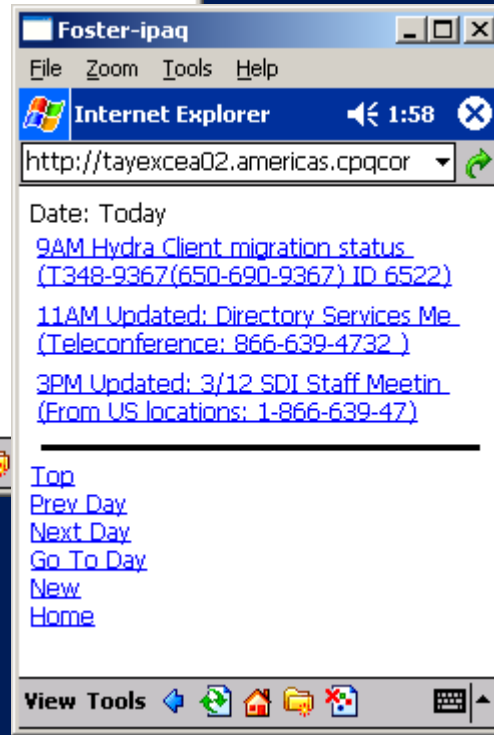 Foster-ipaq
File Zoom Tools Help
Internet Explorer 1:58
http://tayexcea02.americas.cpqcor
Date: Today
9AM Hydra Client migration status
(T348-9367(650-690-9367) ID 6522)
11AM Updated: Directory Services Me
(Teleconference: 866-639-4732 )
3PM Updated: 3/12 SDI Staff Meetin
(From US locations: 1-866-639-47)
Top
Prev Day
Next Day
Go To Day
New
Home
View Tools